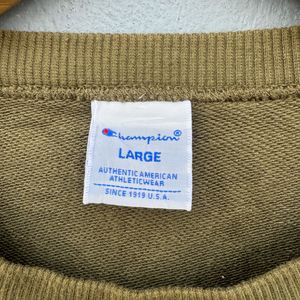 Champion®
LARGE
AUTHENTIC AMERICAN
ATHLETICWEAR
SINCE 1919 U.S.A.